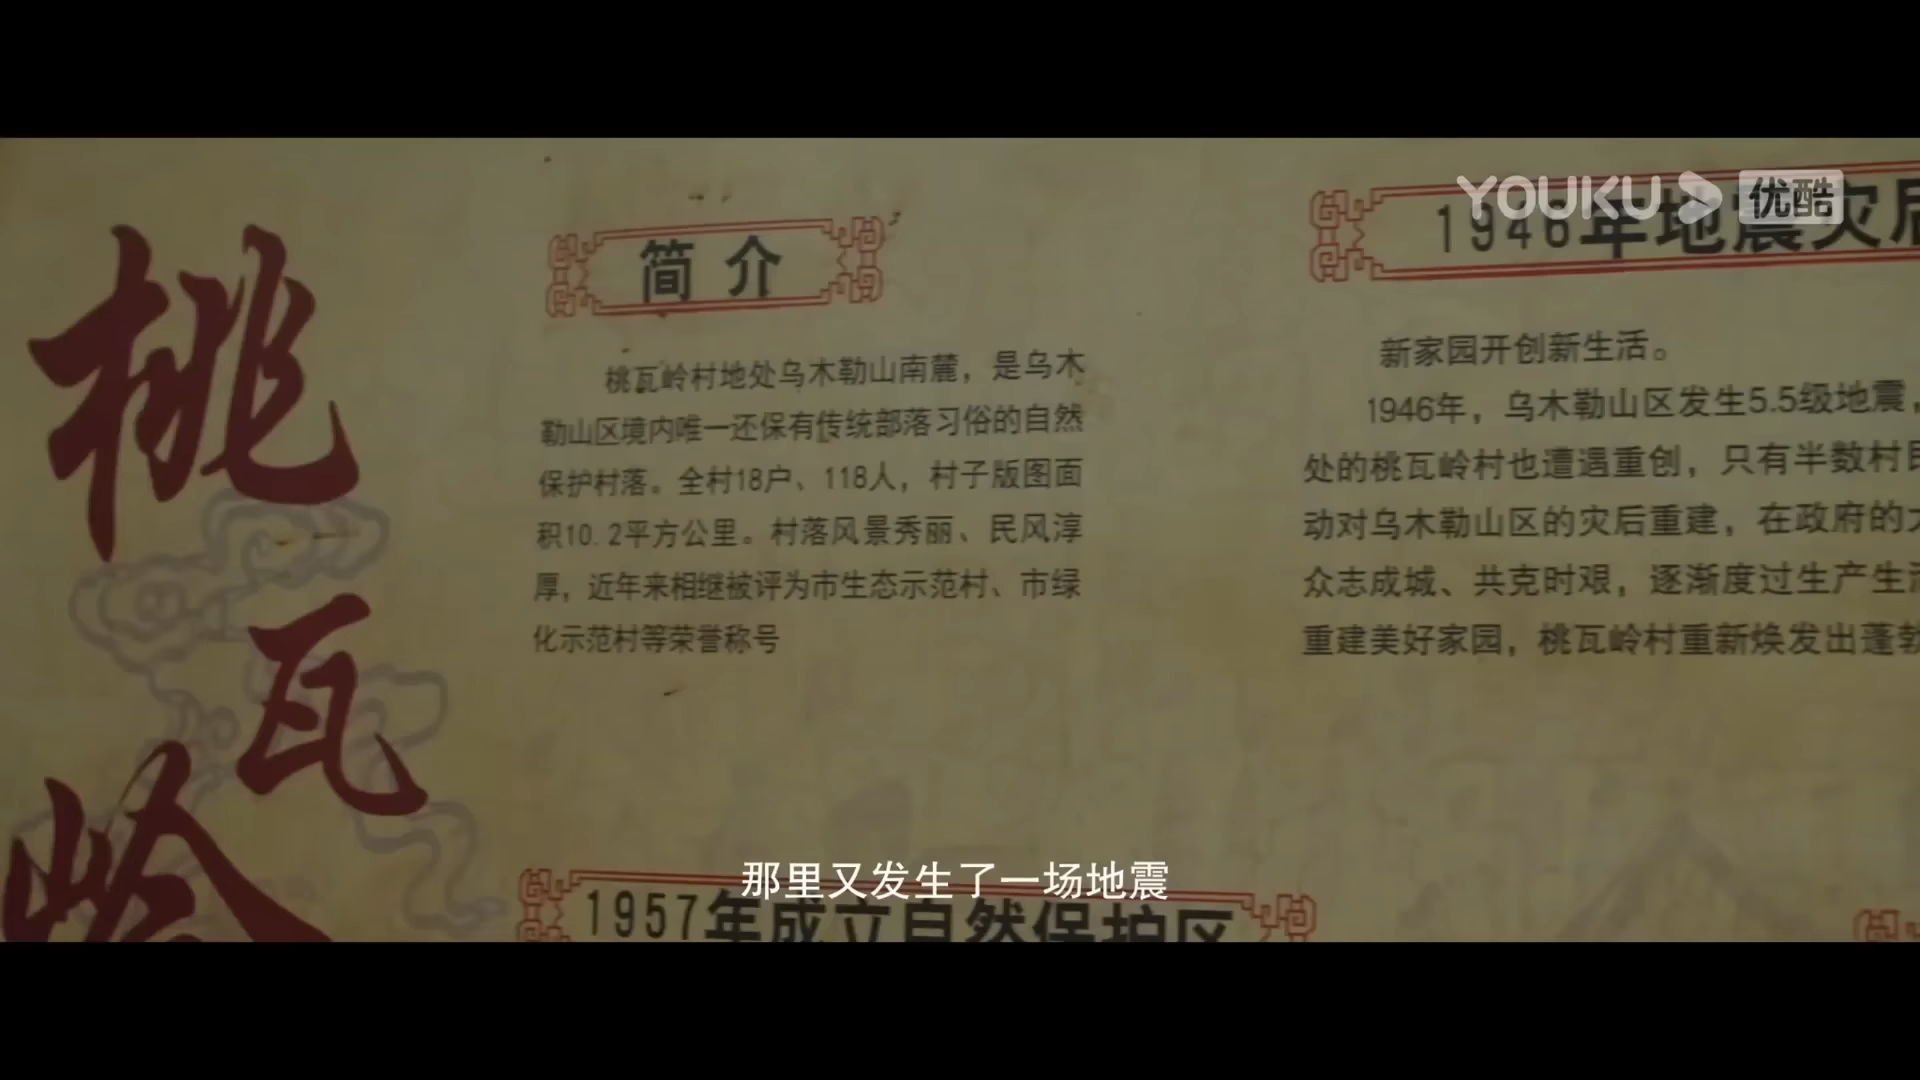 YOUKU 优酷
桃瓦岭
简介
桃瓦岭村地处乌木勒山南麓，是乌木
勒山区境内唯一还保有传统部落习俗的自然
保护村落。全村18户、118人，村子版图面
积10.2平方公里。村落风景秀丽、民风淳
厚，近年来相继被评为市生态示范村、市绿
化示范村等荣誉称号
1946年地震灾后
新家园开创新生活。
1946年，乌木勒山区发生5.5级地震，
处的桃瓦岭村也遭遇重创，只有半数村民
动对乌木勒山区的灾后重建，在政府的大
众志成城、共克时艰，逐渐度过生产生活
重建美好家园，桃瓦岭村重新焕发出蓬勃
1957年成立自然保护区
那里又发生了一场地震